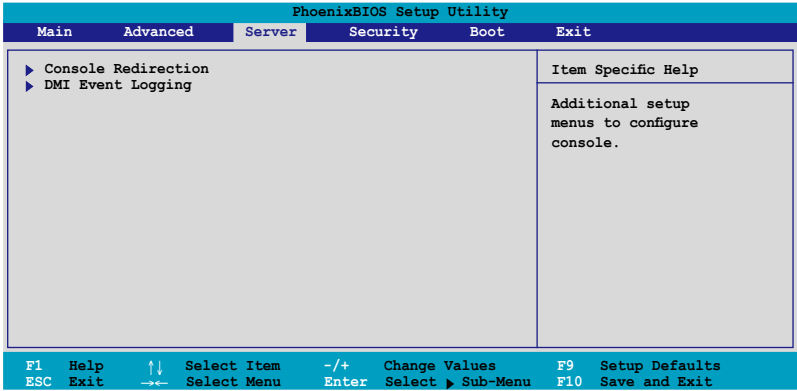 PhoenixBIOS Setup Utility
Main Advanced Server Security Boot Exit
Console Redirection
DMI Event Logging
Item Specific Help
Additional setup
menus to configure
console.
F1 Help ↑↓ Select Item -/+ Change Values F9 Setup Defaults
ESC Exit →← Select Menu Enter Select ▶ Sub-Menu F10 Save and Exit